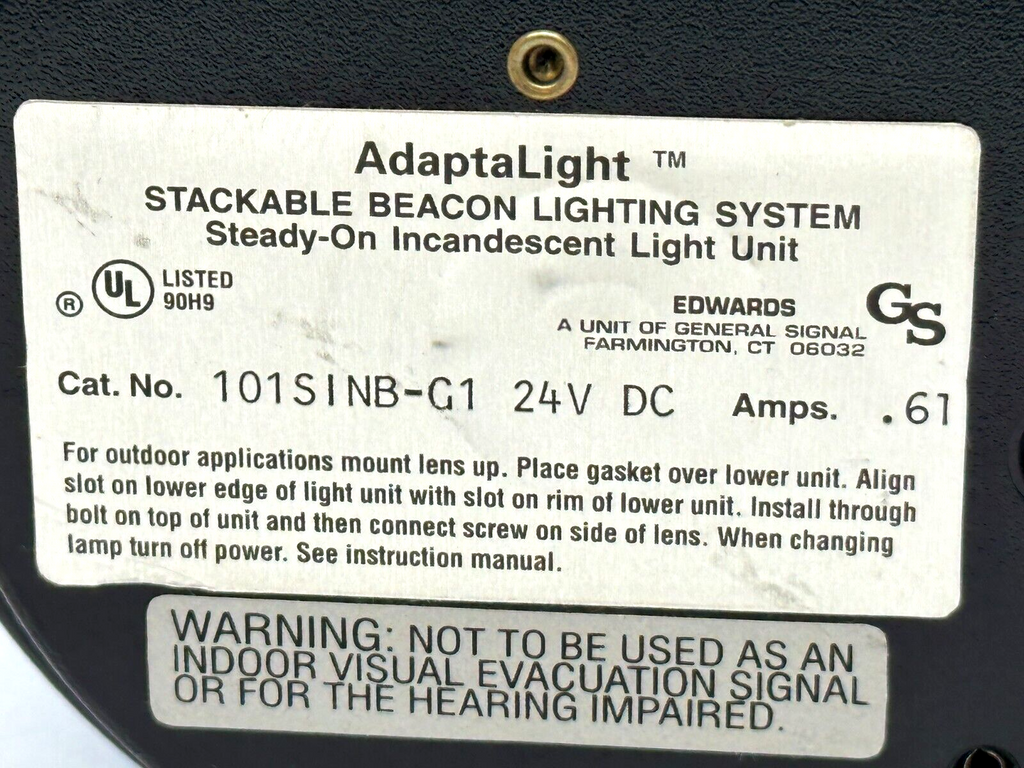 AdaptaLight ™
STACKABLE BEACON LIGHTING SYSTEM
Steady-On Incandescent Light Unit
® UL LISTED
90H9
EDWARDS
A UNIT OF GENERAL SIGNAL
FARMINGTON, CT 06032
GS
Cat. No. 101SINB-G1 24V DC Amps. .61
For outdoor applications mount lens up. Place gasket over lower unit. Align
slot on lower edge of light unit with slot on rim of lower unit. Install through
bolt on top of unit and then connect screw on side of lens. When changing
lamp turn off power. See instruction manual.
WARNING: NOT TO BE USED AS AN
INDOOR VISUAL EVACUATION SIGNAL
OR FOR THE HEARING IMPAIRED.